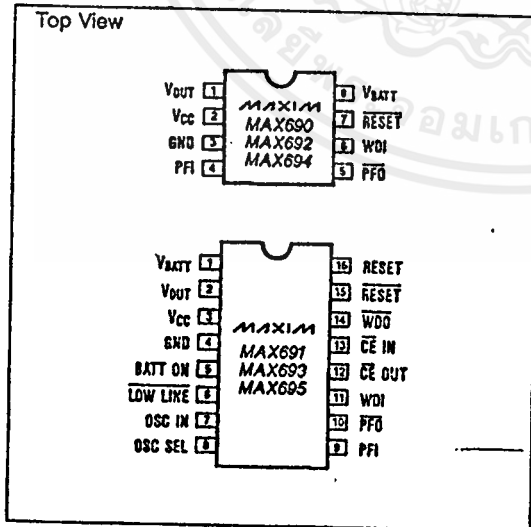 Top View
VOUT 1
VCC 2
GND 3
PFI 4
MAXIM
MAX690
MAX692
MAX694
8 VBATT
7 RESET
6 WDI
5 PFO
VBATT 1
VOUT 2
VCC 3
GND 4
BATT ON 5
LOW LINE 6
OSC IN 7
OSC SEL 8
MAXIM
MAX691
MAX693
MAX695
16 RESET
15 RESET
14 WDO
13 CE IN
12 CE OUT
11 WDI
10 PFO
9 PFI